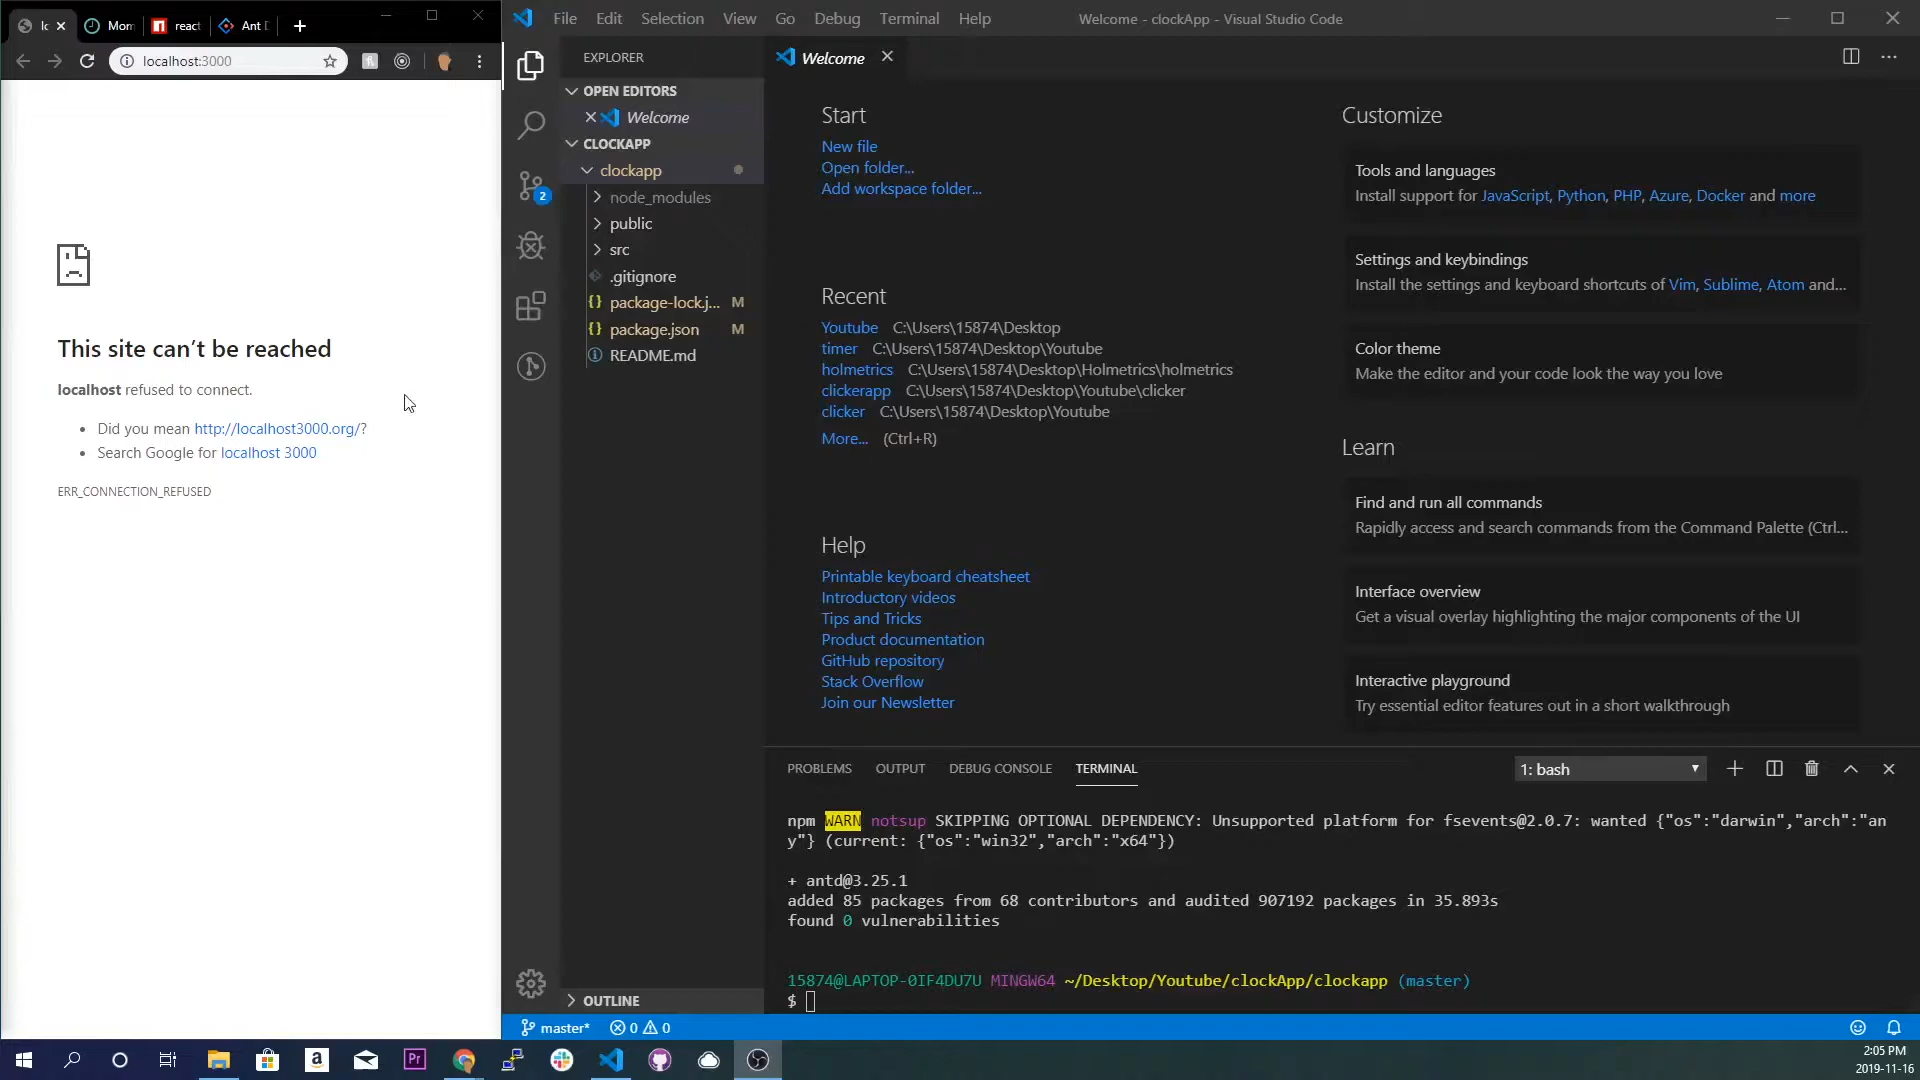 Mom
react
Ant D
localhost:3000
This site can't be reached
localhost refused to connect.
Did you mean http://localhost3000.org/?
Search Google for localhost 3000
ERR_CONNECTION_REFUSED
File Edit Selection View Go Debug Terminal Help
Welcome - clockApp - Visual Studio Code
EXPLORER
OPEN EDITORS
Welcome
CLOCKAPP
clockapp
node_modules
public
src
.gitignore
package-lock.j... M
package.json M
README.md
OUTLINE
2
Welcome
Start
New file
Open folder...
Add workspace folder...
Recent
Youtube C:\Users\15874\Desktop
timer C:\Users\15874\Desktop\Youtube
holmetrics C:\Users\15874\Desktop\Holmetrics\holmetrics
clickerapp C:\Users\15874\Desktop\Youtube\clicker
clicker C:\Users\15874\Desktop\Youtube
More... (Ctrl+R)
Help
Printable keyboard cheatsheet
Introductory videos
Tips and Tricks
Product documentation
GitHub repository
Stack Overflow
Join our Newsletter
Customize
Tools and languages
Install support for JavaScript, Python, PHP, Azure, Docker and more
Settings and keybindings
Install the settings and keyboard shortcuts of Vim, Sublime, Atom and...
Color theme
Make the editor and your code look the way you love
Learn
Find and run all commands
Rapidly access and search commands from the Command Palette (Ctrl...
Interface overview
Get a visual overlay highlighting the major components of the UI
Interactive playground
Try essential editor features out in a short walkthrough
PROBLEMS OUTPUT DEBUG CONSOLE TERMINAL
1: bash
npm WARN notsup SKIPPING OPTIONAL DEPENDENCY: Unsupported platform for fsevents@2.0.7: wanted {"os":"darwin","arch":"an
y"} (current: {"os":"win32","arch":"x64"})
+ antd@3.25.1
added 85 packages from 68 contributors and audited 907192 packages in 35.893s
found 0 vulnerabilities
15874@LAPTOP-0IF4DU7U MINGW64 ~/Desktop/Youtube/clockApp/clockapp (master)
$
master* 0 0
Pr
2:05 PM
2019-11-16